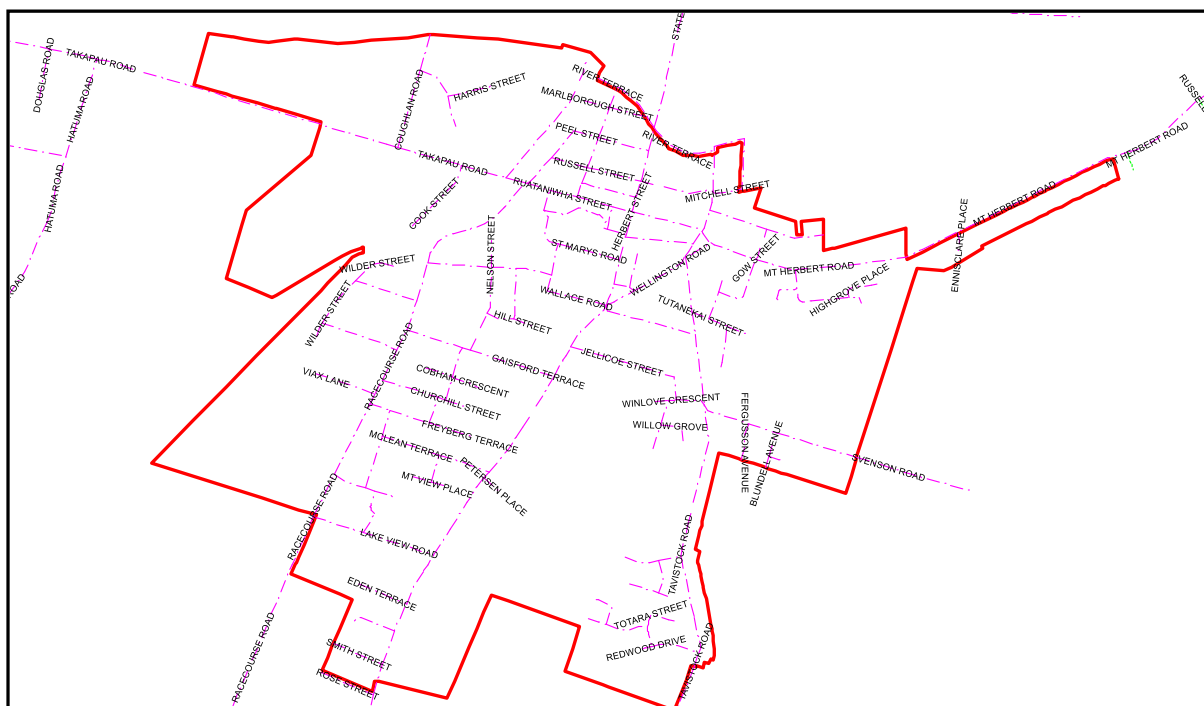 STATE
DOUGLAS ROAD
TAKAPAU ROAD
HATUMA ROAD
COUGHLAN ROAD
HARRIS STREET
RIVER TERRACE
MARLBOROUGH STREET
PEEL STREET
RIVER TERRACE
MT HERBERT ROAD
TAKAPAU ROAD
RUSSELL STREET
RUATANIWHA STREET
MITCHELL STREET
HATUMA ROAD
COOK STREET
HERBERT STREET
MT HERBERT ROAD
ENNISCLARE PLACE
NELSON STREET
ST MARYS ROAD
GOW STREET
WELLINGTON ROAD
WILDER STREET
MT HERBERT ROAD
HIGHGROVE PLACE
ROAD
WALLACE ROAD
TUTANEKAI STREET
WILDER STREET
HILL STREET
RACECOURSE ROAD
GAISFORD TERRACE
JELLICOE STREET
VIAX LANE
COBHAM CRESCENT
CHURCHILL STREET
WINLOVE CRESCENT
FREYBERG TERRACE
WILLOW GROVE
FERGUSSON AVENUE
MCLEAN TERRACE
BLUNDELL AVENUE
SVENSON ROAD
PETERSEN PLACE
MT VIEW PLACE
RACECOURSE ROAD
LAKE VIEW ROAD
TAVISTOCK ROAD
EDEN TERRACE
TOTARA STREET
RACECOURSE ROAD
SMITH STREET
REDWOOD DRIVE
TAVISTOCK ROAD
ROSE STREET